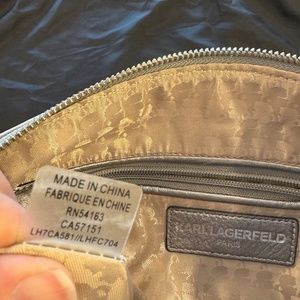 MADE IN CHINA
FABRIQUE EN CHINE
RN54163
CA57151
LH7CA581//LHFC704
KARL LAGERFELD
PARIS